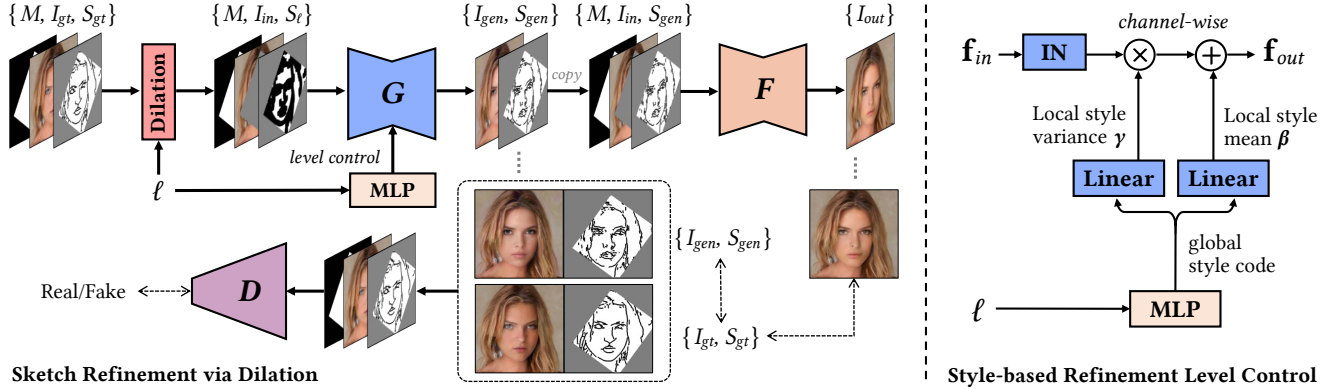 {M, I_gt, S_gt}
{M, I_in, S_ℓ}
{I_gen, S_gen}
{M, I_in, S_gen}
{I_out}
Dilation
G
copy
F
level control
ℓ
MLP
{I_gen, S_gen}
Real/Fake
D
{I_gt, S_gt}
Sketch Refinement via Dilation
channel-wise
f_in
IN
×
+
f_out
Local style
variance γ
Local style
mean β
Linear
Linear
global
style code
ℓ
MLP
Style-based Refinement Level Control